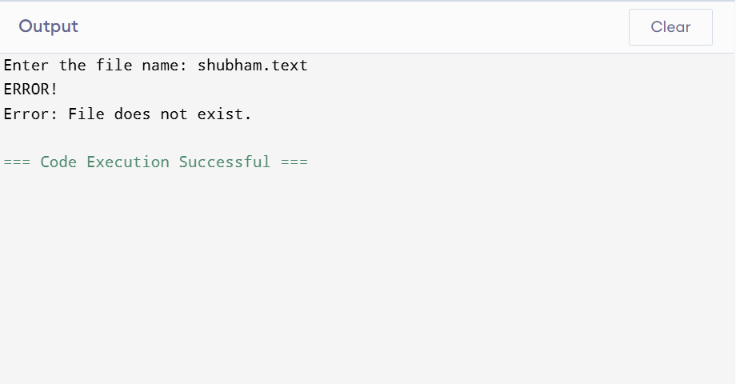 Output
Clear
Enter the file name: shubham.text
ERROR!
Error: File does not exist.
=== Code Execution Successful ===